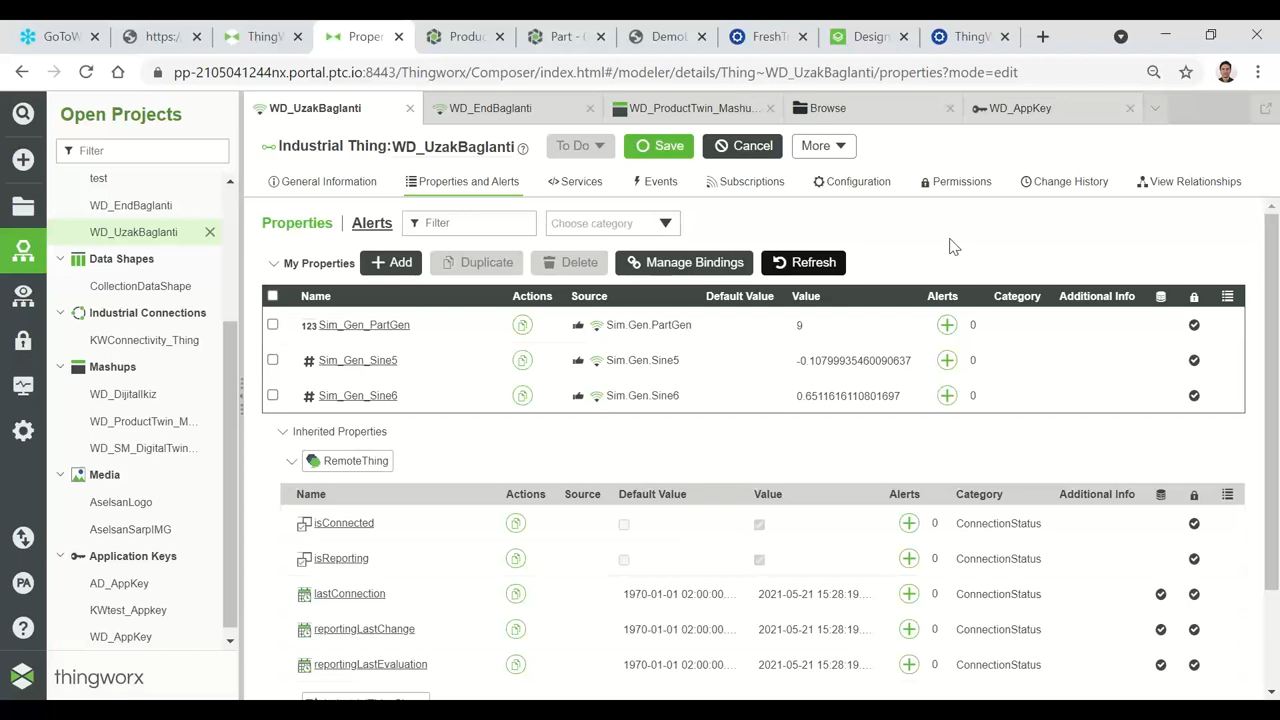 GoToW
https:/
ThingW
Proper
Produc
Part - C
DemoL
FreshT
Design
ThingW
pp-2105041244nx.portal.ptc.io:8443/Thingworx/Composer/index.html#/modeler/details/Thing~WD_UzakBaglanti/properties?mode=edit
Open Projects
Filter
test
WD_EndBaglanti
WD_UzakBaglanti
Data Shapes
CollectionDataShape
Industrial Connections
KWConnectivity_Thing
Mashups
WD_Dijitalkiz
WD_ProductTwin_M...
WD_SM_DigitalTwin...
Media
AselsanLogo
AselsanSarpIMG
Application Keys
AD_AppKey
KWtest_Appkey
WD_AppKey
PA
thingworx
WD_UzakBaglanti
WD_EndBaglanti
WD_ProductTwin_Mashu...
Browse
WD_AppKey
Industrial Thing:WD_UzakBaglanti
To Do
Save
Cancel
More
General Information
Properties and Alerts
Services
Events
Subscriptions
Configuration
Permissions
Change History
View Relationships
Properties | Alerts
Filter
Choose category
My Properties
Add
Duplicate
Delete
Manage Bindings
Refresh
Name Actions Source Default Value Value Alerts Category Additional Info
123 Sim_Gen_PartGen Sim.Gen.PartGen 9 0
# Sim_Gen_Sine5 Sim.Gen.Sine5 -0.10799935460090637 0
# Sim_Gen_Sine6 Sim.Gen.Sine6 0.6511616110801697 0
Inherited Properties
RemoteThing
Name Actions Source Default Value Value Alerts Category Additional Info
isConnected 0 ConnectionStatus
isReporting 0 ConnectionStatus
lastConnection 1970-01-01 02:00:00.... 2021-05-21 15:28:19.... 0 ConnectionStatus
reportingLastChange 1970-01-01 02:00:00.... 2021-05-21 15:28:19.... 0 ConnectionStatus
reportingLastEvaluation 1970-01-01 02:00:00.... 2021-05-21 15:28:19.... 0 ConnectionStatus